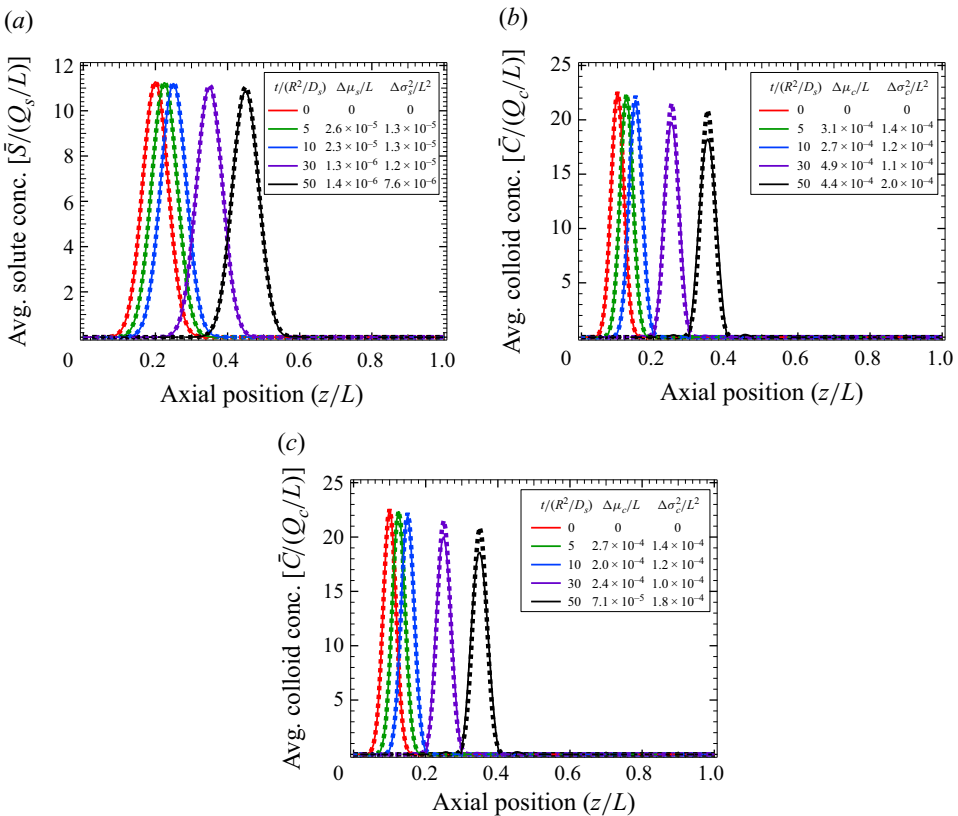 (a)
Avg. solute conc. [S̄/(Q_s/L)]
12
10
8
6
4
2
0 0.2 0.4 0.6 0.8 1.0
Axial position (z/L)
t/(R²/D_s) Δμ_s/L Δσ_s²/L²
0 0 0
5 2.6 × 10⁻⁵ 1.3 × 10⁻⁵
10 2.3 × 10⁻⁵ 1.3 × 10⁻⁵
30 1.3 × 10⁻⁶ 1.2 × 10⁻⁵
50 1.4 × 10⁻⁶ 7.6 × 10⁻⁶
(b)
Avg. colloid conc. [C̄/(Q_c/L)]
25
20
15
10
5
0 0.2 0.4 0.6 0.8 1.0
Axial position (z/L)
t/(R²/D_s) Δμ_c/L Δσ_c²/L²
0 0 0
5 3.1 × 10⁻⁴ 1.4 × 10⁻⁴
10 2.7 × 10⁻⁴ 1.2 × 10⁻⁴
30 4.9 × 10⁻⁴ 1.1 × 10⁻⁴
50 4.4 × 10⁻⁴ 2.0 × 10⁻⁴
(c)
Avg. colloid conc. [C̄/(Q_c/L)]
25
20
15
10
5
0 0.2 0.4 0.6 0.8 1.0
Axial position (z/L)
t/(R²/D_s) Δμ_c/L Δσ_c²/L²
0 0 0
5 2.7 × 10⁻⁴ 1.4 × 10⁻⁴
10 2.0 × 10⁻⁴ 1.2 × 10⁻⁴
30 2.4 × 10⁻⁴ 1.0 × 10⁻⁴
50 7.1 × 10⁻⁵ 1.8 × 10⁻⁴